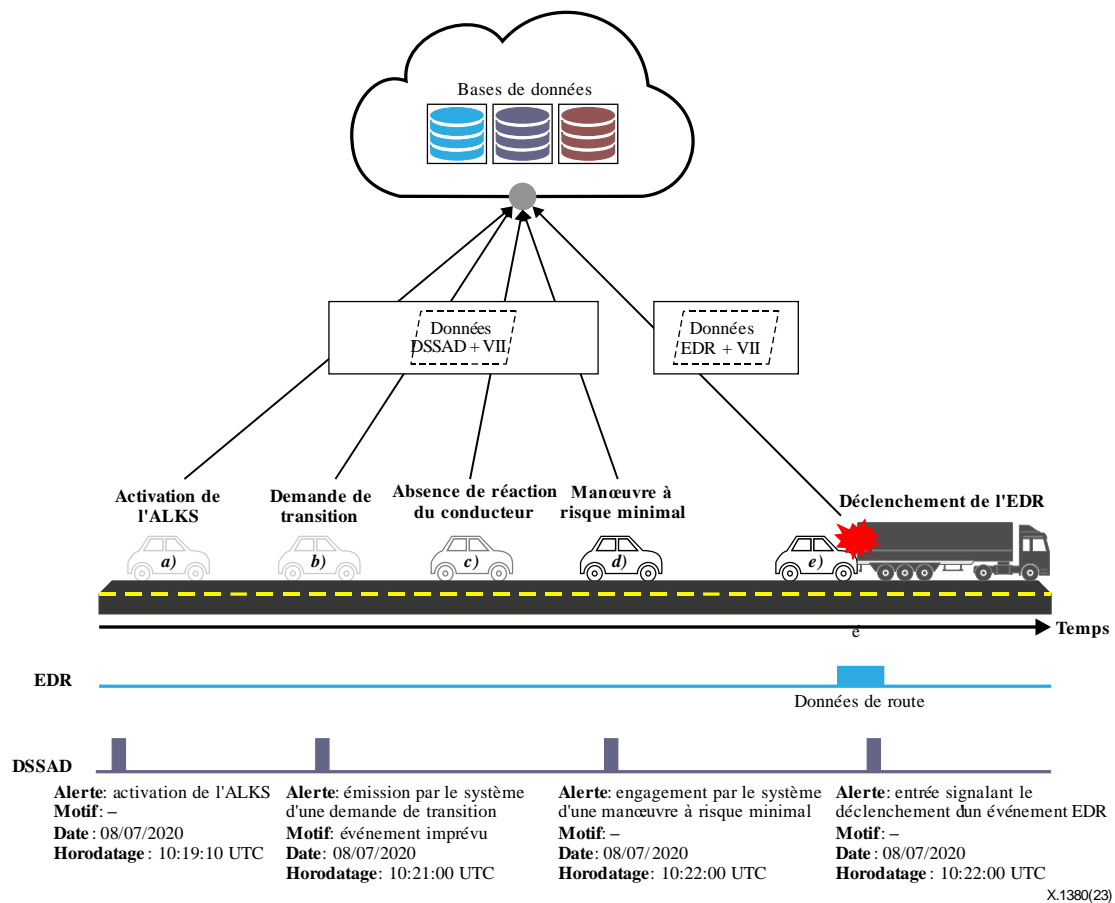 Bases de données
Données
DSSAD + VII
Données
EDR + VII
Activation de
l'ALKS
Demande de
transition
Absence de réaction
du conducteur
Manœuvre à
risque minimal
Déclenchement de l'EDR
a)
b)
c)
d)
e)
Temps
é
EDR
Données de route
DSSAD
Alerte: activation de l'ALKS
Motif: –
Date : 08/07/2020
Horodatage : 10:19:10 UTC
Alerte: émission par le système
d'une demande de transition
Motif: événement imprévu
Date : 08/07/2020
Horodatage : 10:21:00 UTC
Alerte: engagement par le système
d'une manœuvre à risque minimal
Motif: –
Date : 08/07/2020
Horodatage : 10:22:00 UTC
Alerte: entrée signalant le
déclenchement dun événement EDR
Motif: –
Date : 08/07/2020
Horodatage : 10:22:00 UTC
X.1380(23)